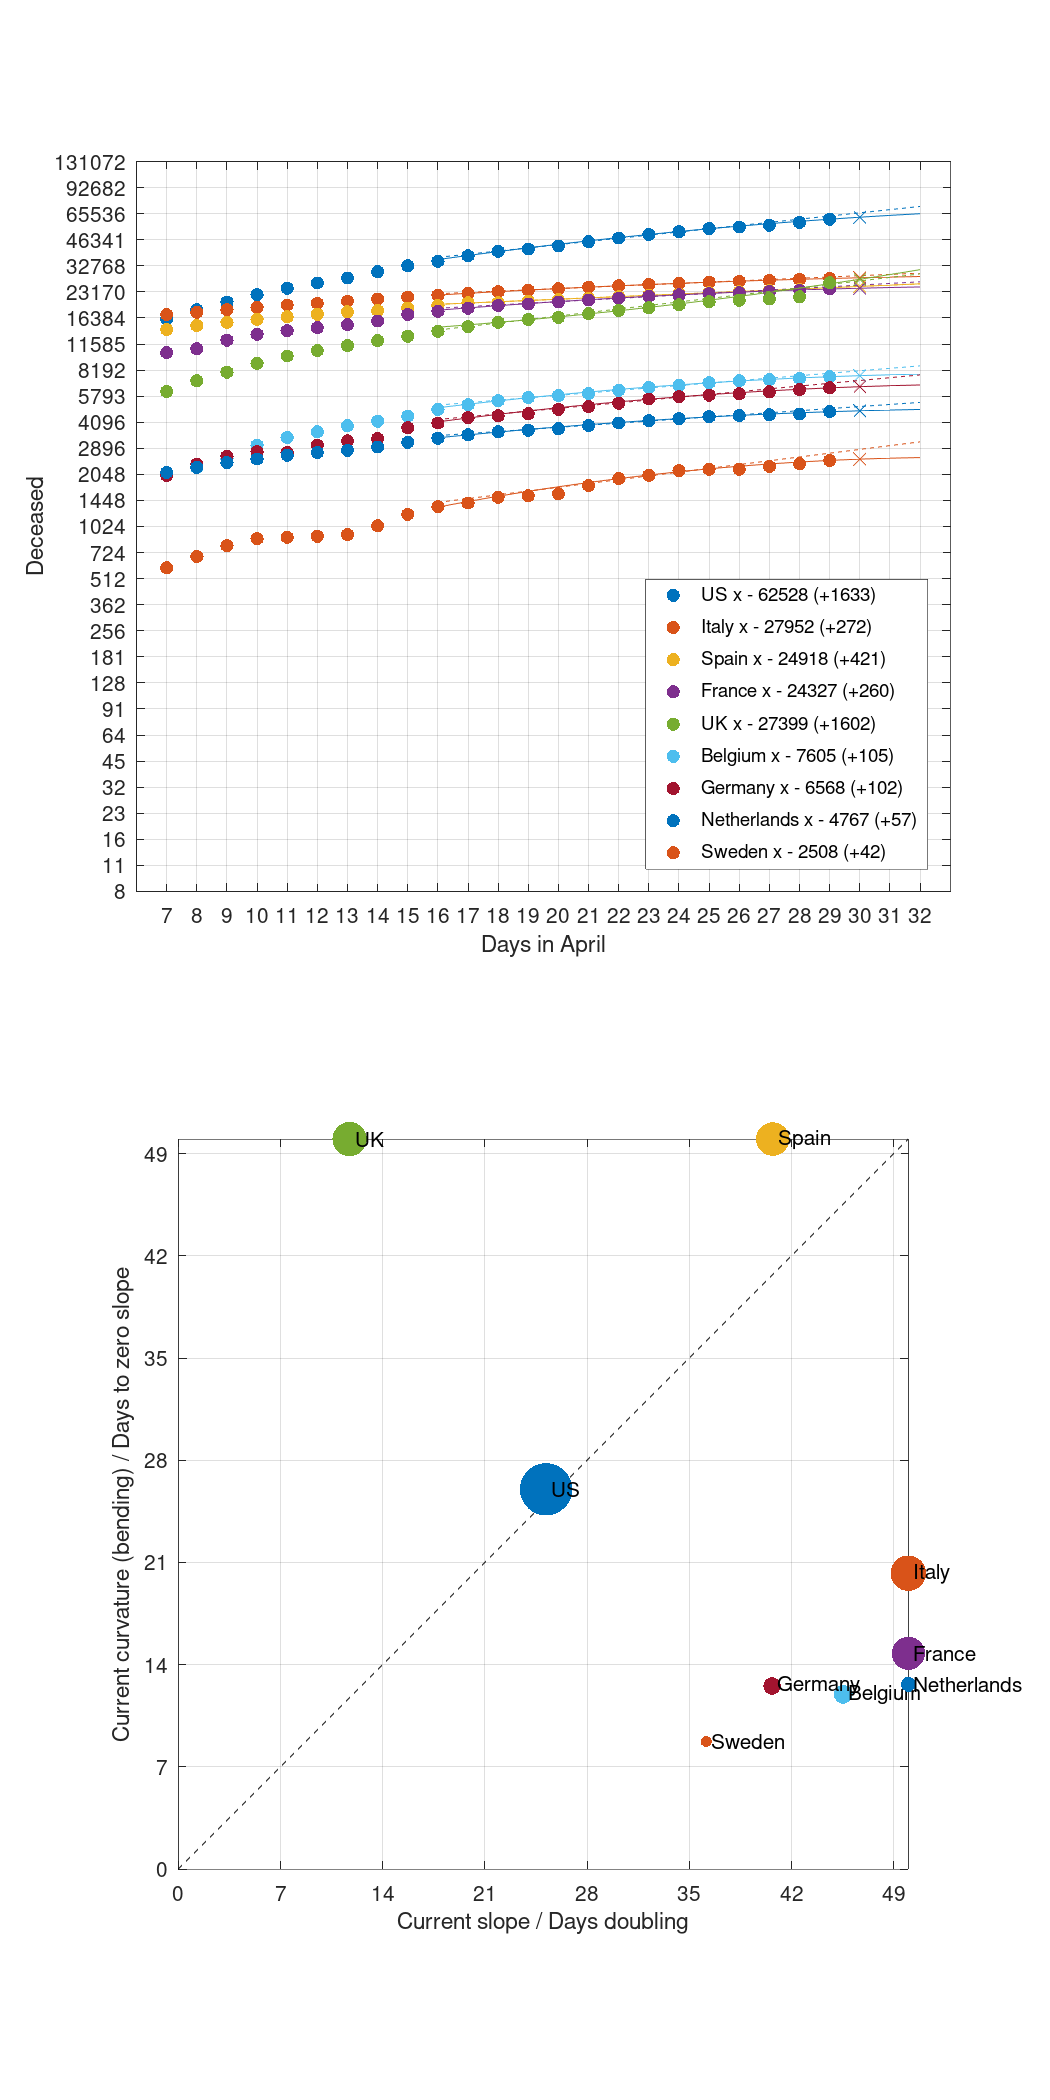 131072
92682
65536
46341
32768
23170
16384
11585
8192
5793
4096
2896
2048
1448
1024
724
512
362
256
181
128
91
64
45
32
23
16
11
8
Deceased
US x - 62528 (+1633)
Italy x - 27952 (+272)
Spain x - 24918 (+421)
France x - 24327 (+260)
UK x - 27399 (+1602)
Belgium x - 7605 (+105)
Germany x - 6568 (+102)
Netherlands x - 4767 (+57)
Sweden x - 2508 (+42)
7 8 9 10 11 12 13 14 15 16 17 18 19 20 21 22 23 24 25 26 27 28 29 30 31 32
Days in April
UK
Spain
49
42
35
28
21
14
7
0
Current curvature (bending) / Days to zero slope
US
Italy
France
Germany
Belgium
Netherlands
Sweden
0 7 14 21 28 35 42 49
Current slope / Days doubling